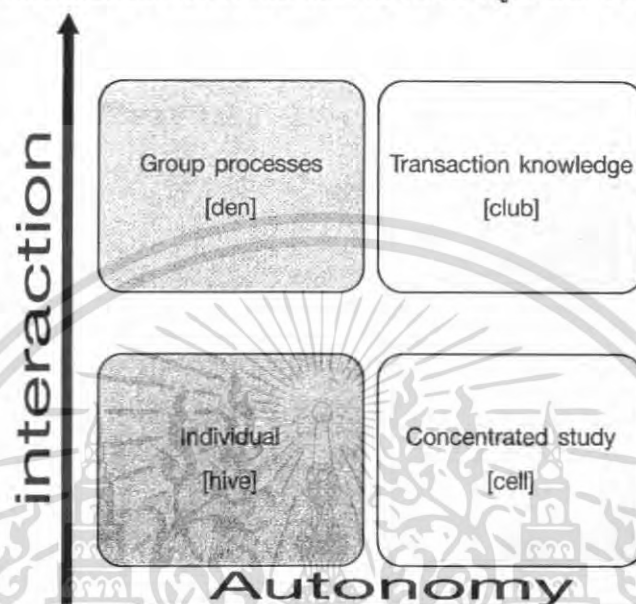 interaction
Group processes
[den]
Transaction knowledge
[club]
Individual
[hive]
Concentrated study
[cell]
Autonomy